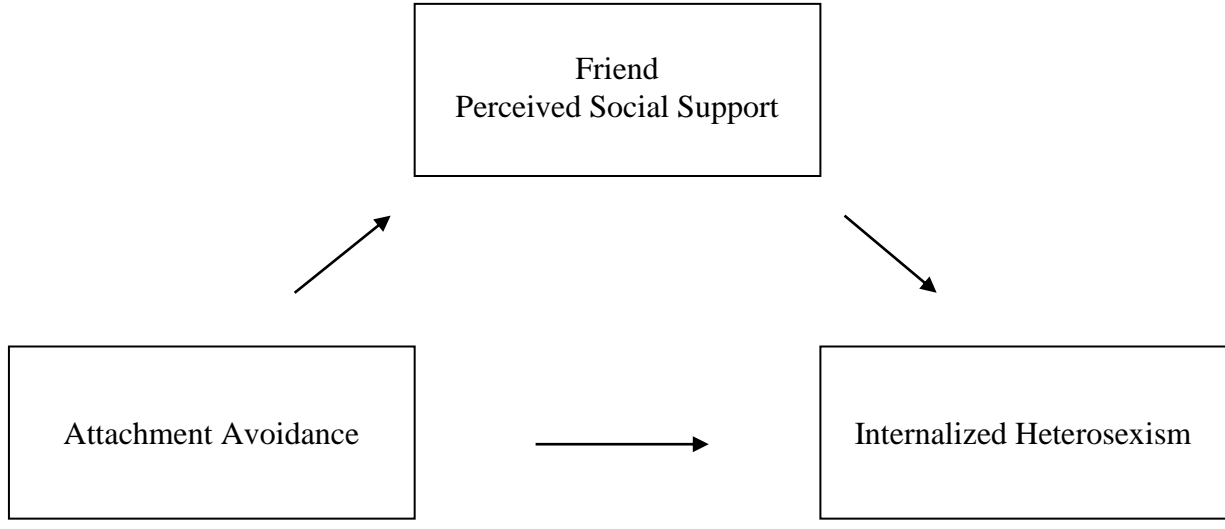 Friend
Perceived Social Support
Attachment Avoidance
Internalized Heterosexism